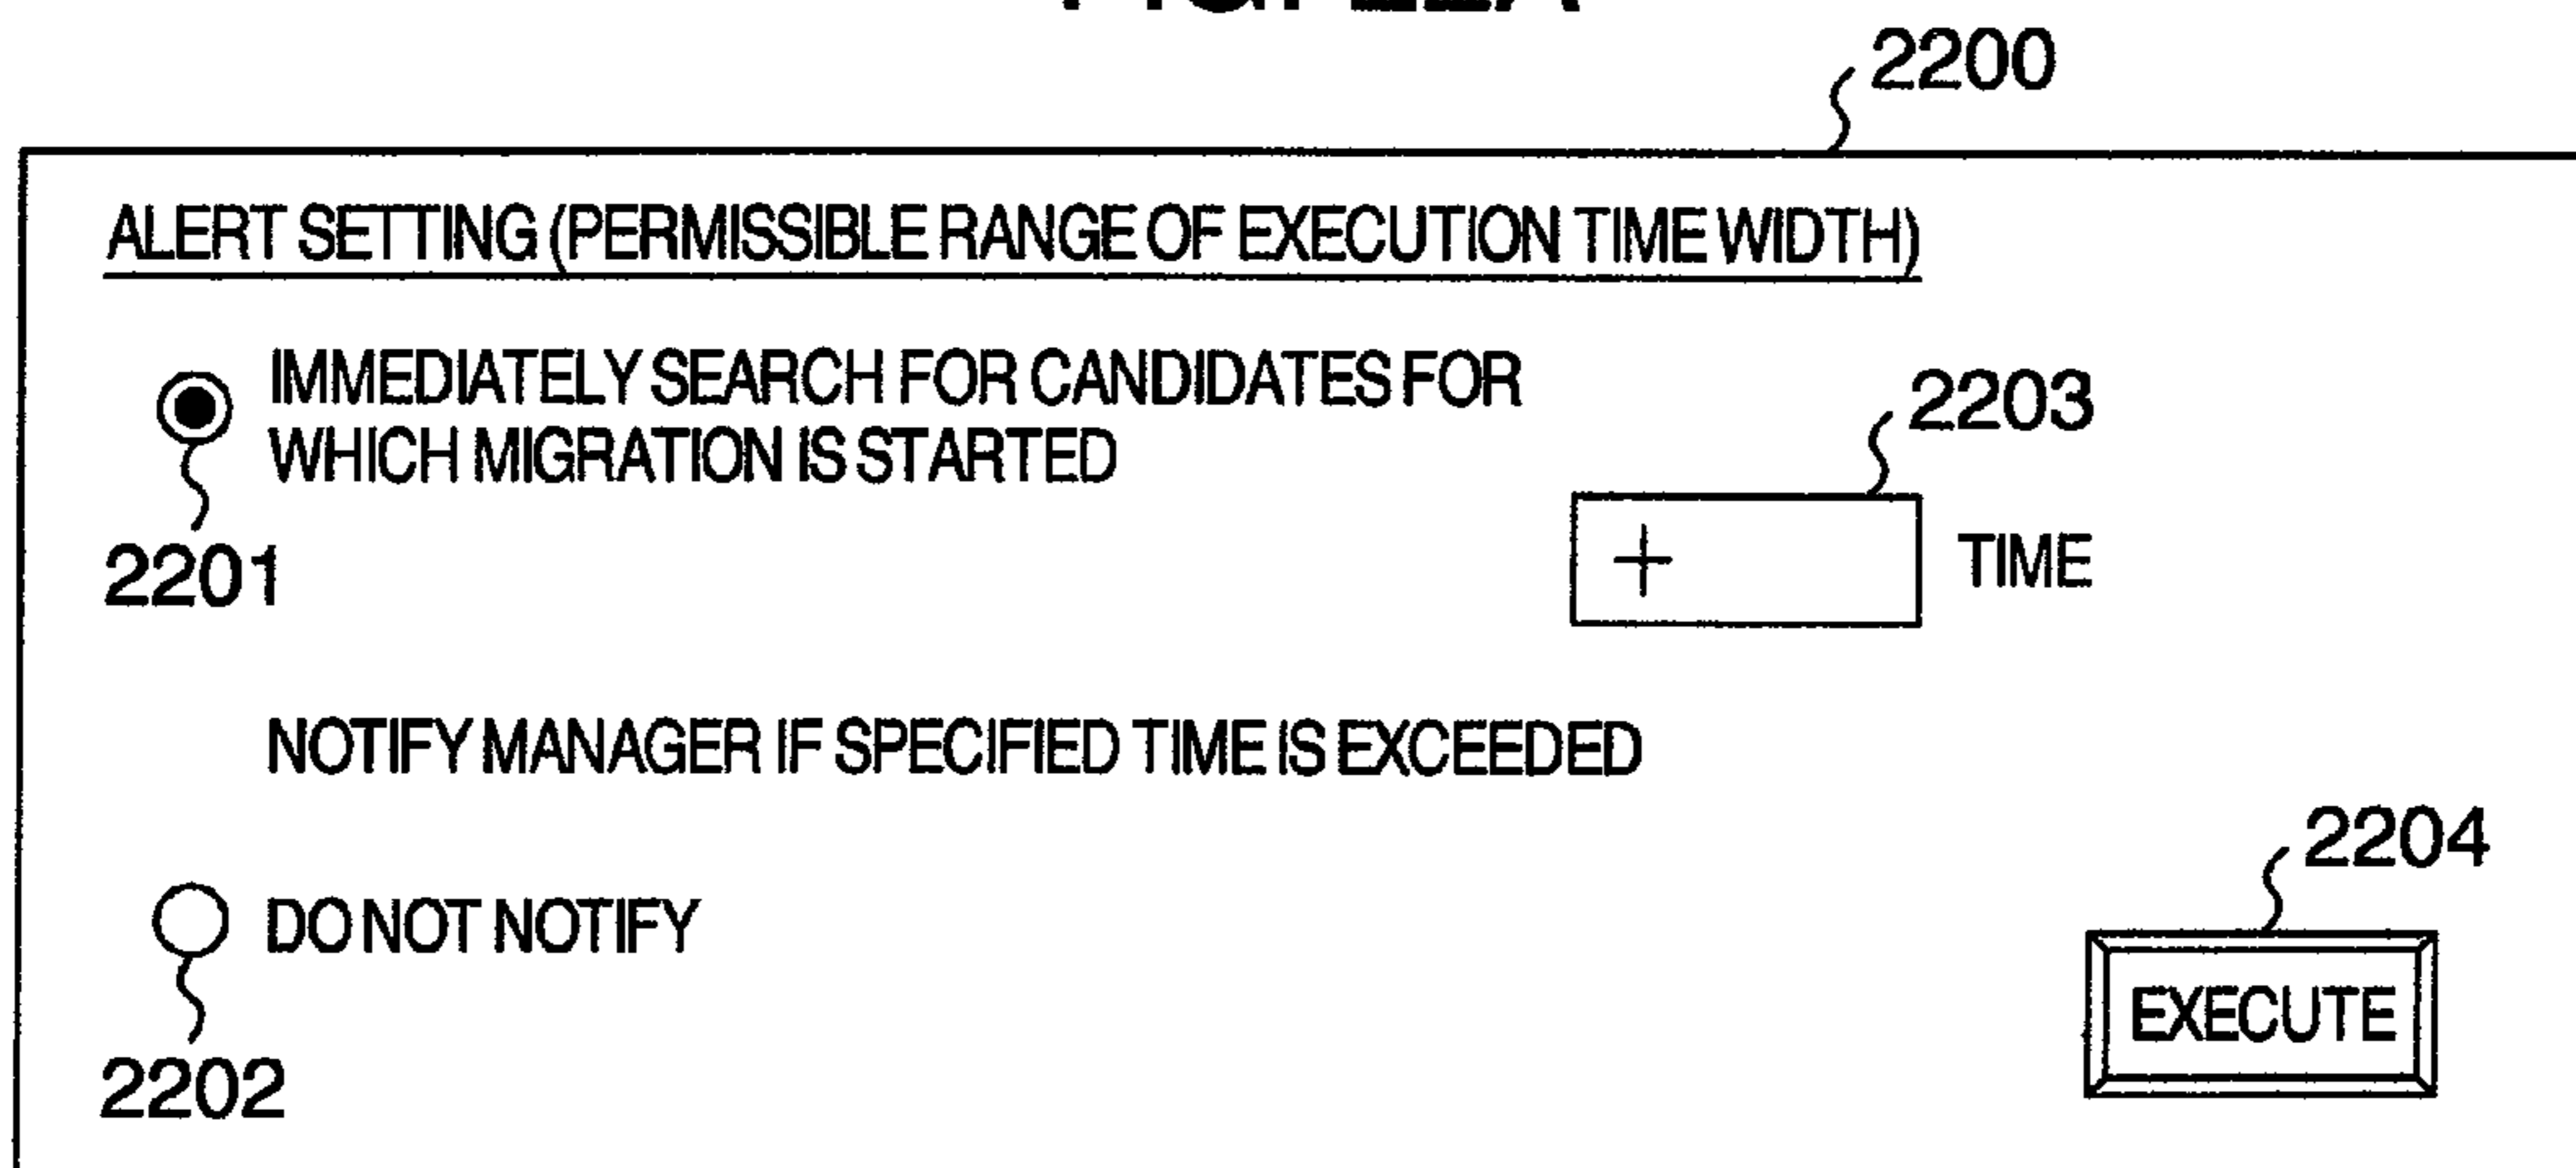 2200
ALERT SETTING (PERMISSIBLE RANGE OF EXECUTION TIME WIDTH)
IMMEDIATELY SEARCH FOR CANDIDATES FOR
WHICH MIGRATION IS STARTED
2203
2201
+
TIME
NOTIFY MANAGER IF SPECIFIED TIME IS EXCEEDED
2204
DO NOT NOTIFY
EXECUTE
2202